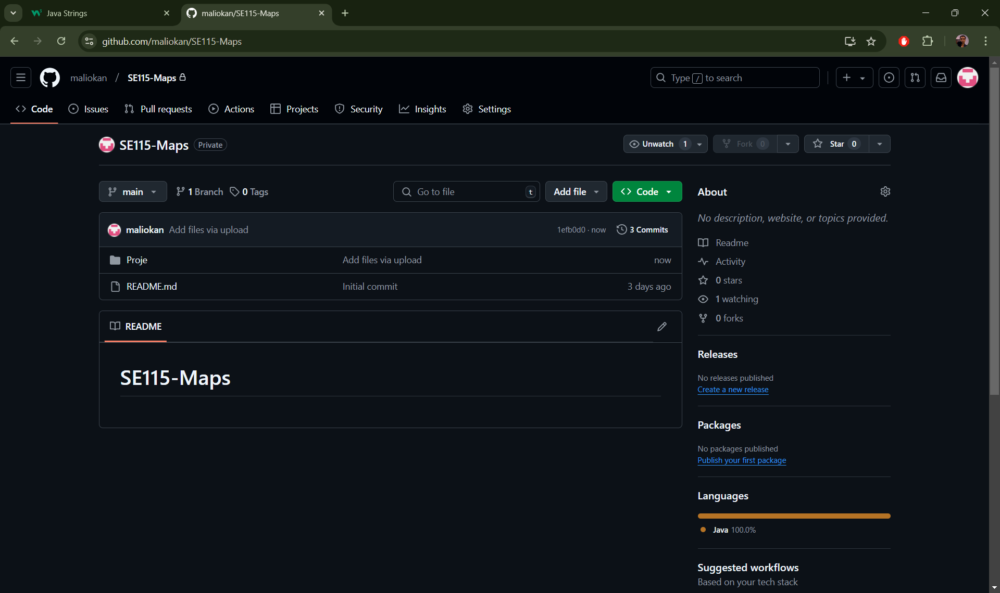 Java Strings
maliokan/SE115-Maps
github.com/maliokan/SE115-Maps
maliokan / SE115-Maps
Type / to search
Code
Issues
Pull requests
Actions
Projects
Security
Insights
Settings
SE115-Maps Private
Unwatch 1
Fork 0
Star 0
main
1 Branch
0 Tags
Go to file t
Add file
Code
maliokan Add files via upload 1efb0d0 · now 3 Commits
Proje Add files via upload now
README.md Initial commit 3 days ago
README
SE115-Maps
About
No description, website, or topics provided.
Readme
Activity
0 stars
1 watching
0 forks
Releases
No releases published
Create a new release
Packages
No packages published
Publish your first package
Languages
Java 100.0%
Suggested workflows
Based on your tech stack